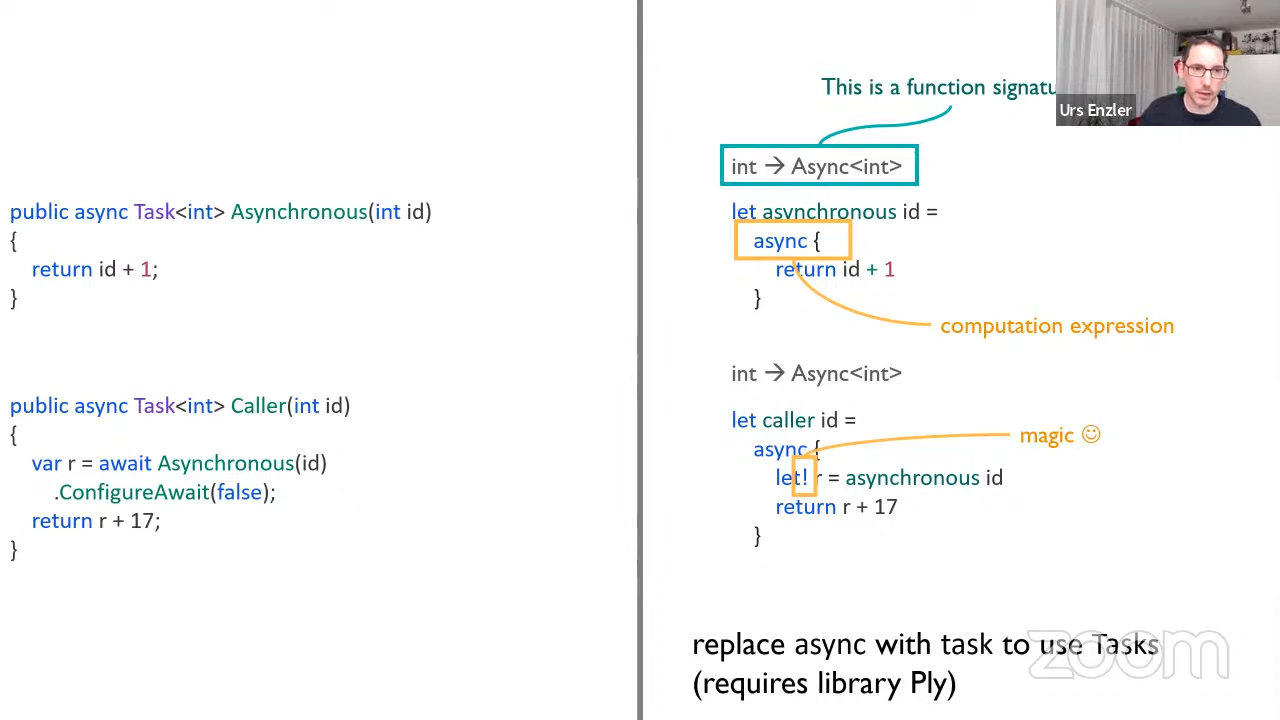 public async Task<int> Asynchronous(int id)
{
return id + 1;
}
public async Task<int> Caller(int id)
{
var r = await Asynchronous(id)
.ConfigureAwait(false);
return r + 17;
}
This is a function signatu
Urs Enzler
int → Async<int>
let asynchronous id =
async {
return id + 1
}
computation expression
int → Async<int>
let caller id =
async {
magic ☺
let! r = asynchronous id
return r + 17
}
replace async with task to use Tasks
(requires library Ply)
zoom